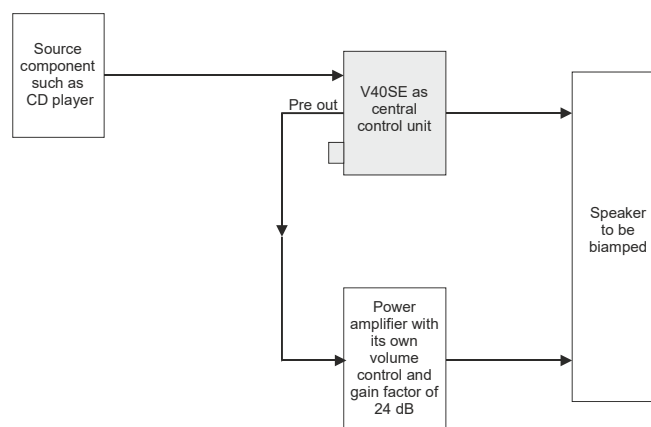 Source
component
such as
CD player
V40SE as
central
control unit
Pre out
Speaker
to be
biamped
Power
amplifier with
its own
volume
control and
gain factor of
24 dB